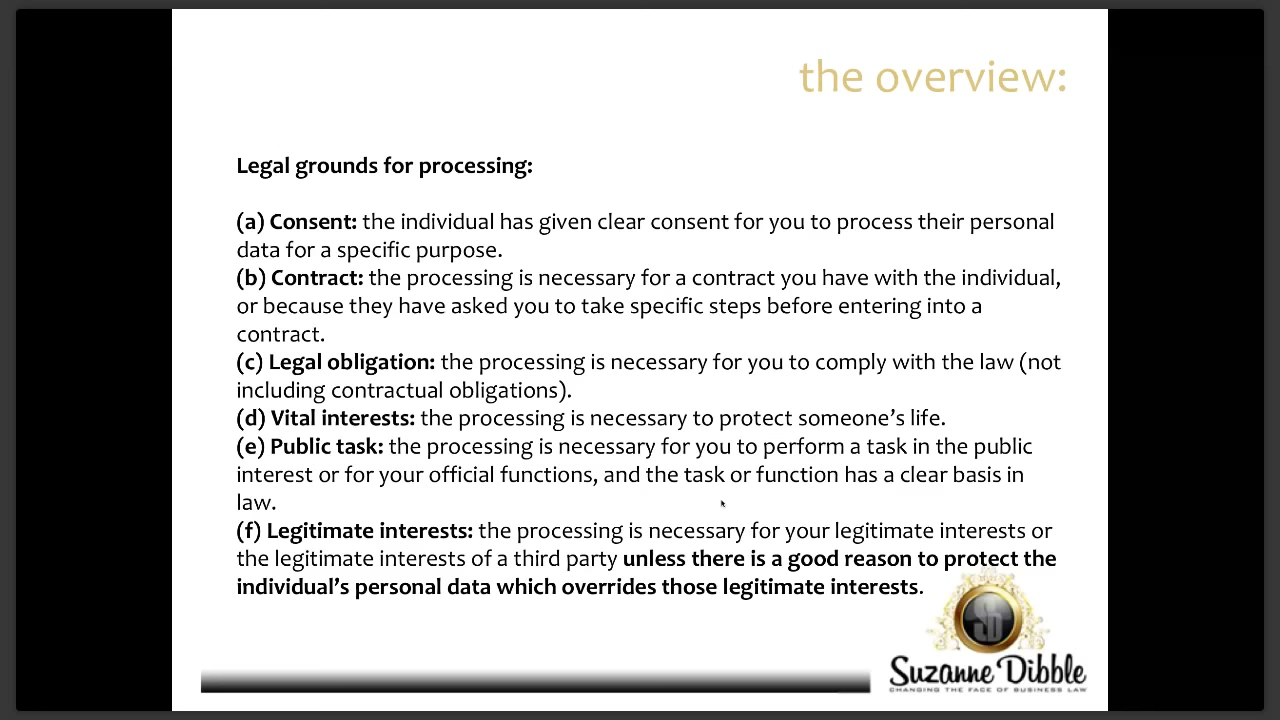 the overview:
Legal grounds for processing:
(a) Consent: the individual has given clear consent for you to process their personal
data for a specific purpose.
(b) Contract: the processing is necessary for a contract you have with the individual,
or because they have asked you to take specific steps before entering into a
contract.
(c) Legal obligation: the processing is necessary for you to comply with the law (not
including contractual obligations).
(d) Vital interests: the processing is necessary to protect someone’s life.
(e) Public task: the processing is necessary for you to perform a task in the public
interest or for your official functions, and the task or function has a clear basis in
law.
(f) Legitimate interests: the processing is necessary for your legitimate interests or
the legitimate interests of a third party unless there is a good reason to protect the
individual’s personal data which overrides those legitimate interests.
SD
Suzanne Dibble
CHANGING THE FACE OF BUSINESS LAW